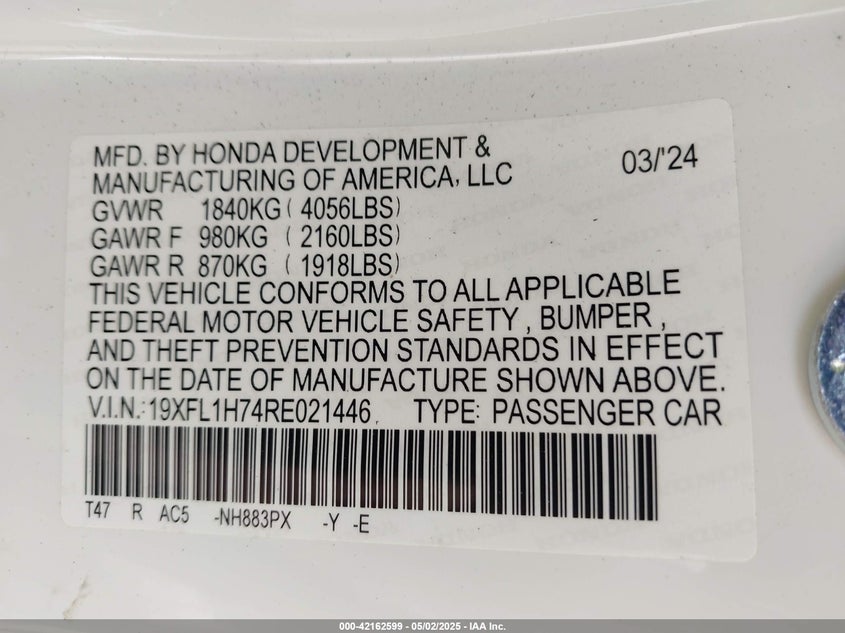 MFD. BY HONDA DEVELOPMENT &
MANUFACTURING OF AMERICA, LLC 03/'24
GVWR 1840KG ( 4056LBS)
GAWR F 980KG ( 2160LBS)
GAWR R 870KG ( 1918LBS)
THIS VEHICLE CONFORMS TO ALL APPLICABLE
FEDERAL MOTOR VEHICLE SAFETY , BUMPER ,
AND THEFT PREVENTION STANDARDS IN EFFECT
ON THE DATE OF MANUFACTURE SHOWN ABOVE.
V.I.N.:19XFL1H74RE021446 TYPE: PASSENGER CAR
T47 R AC5 -NH883PX -Y -E
000-42162599 — 05/02/2025 — IAA Inc.